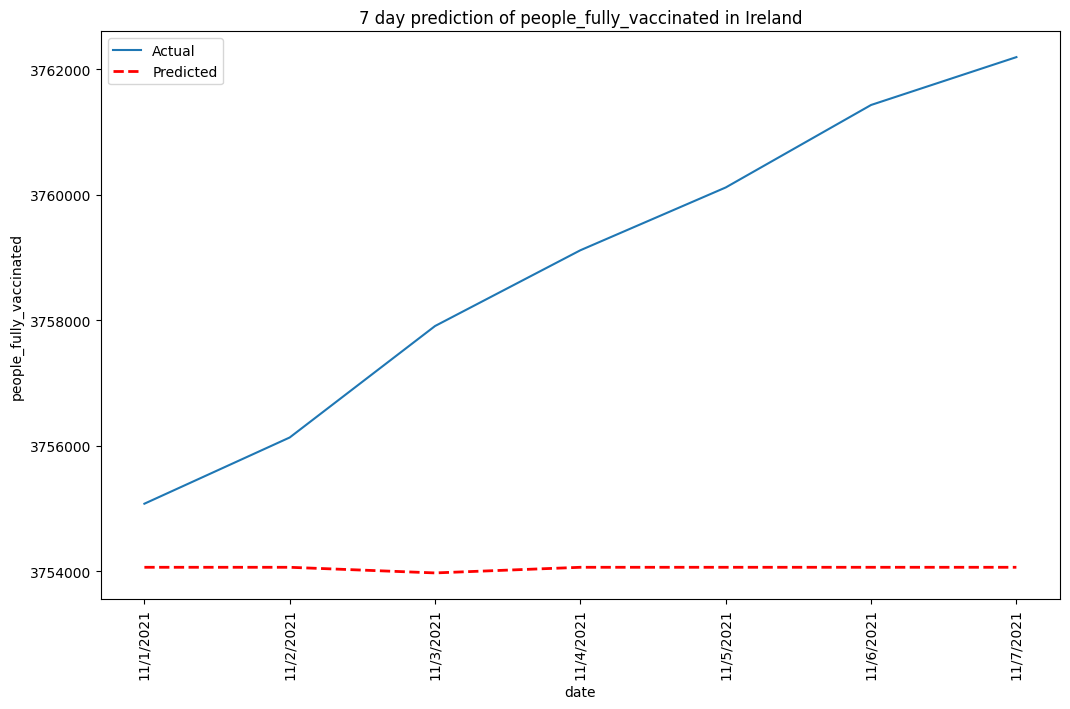 7 day prediction of people_fully_vaccinated in Ireland
Actual
Predicted
3762000
3760000
3758000
3756000
3754000
people_fully_vaccinated
11/1/2021
11/2/2021
11/3/2021
11/4/2021
11/5/2021
11/6/2021
11/7/2021
date